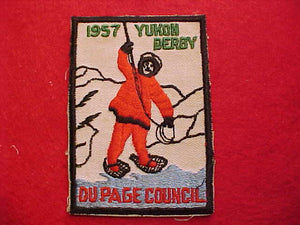 1957 YUKON
DERBY
DU PAGE COUNCIL